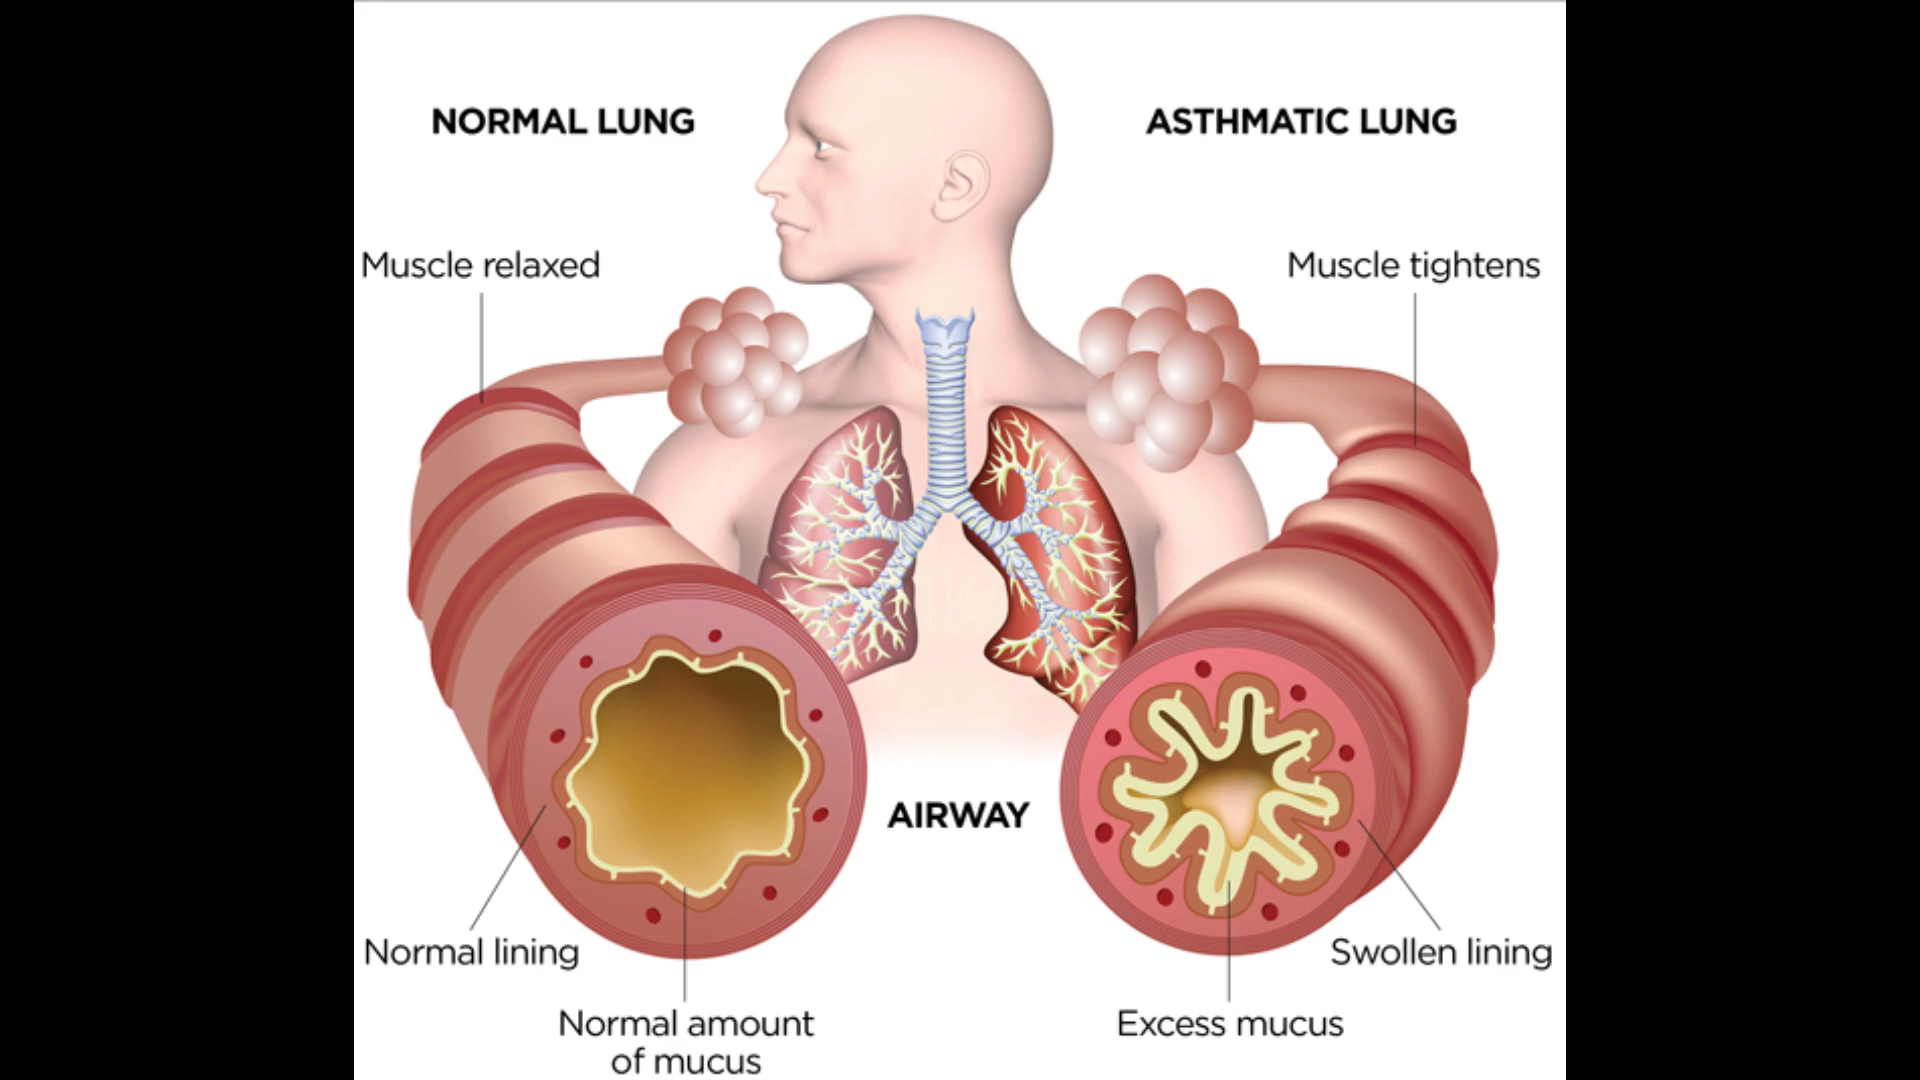 NORMAL LUNG
ASTHMATIC LUNG
Muscle relaxed
Muscle tightens
AIRWAY
Normal lining
Swollen lining
Normal amount
of mucus
Excess mucus